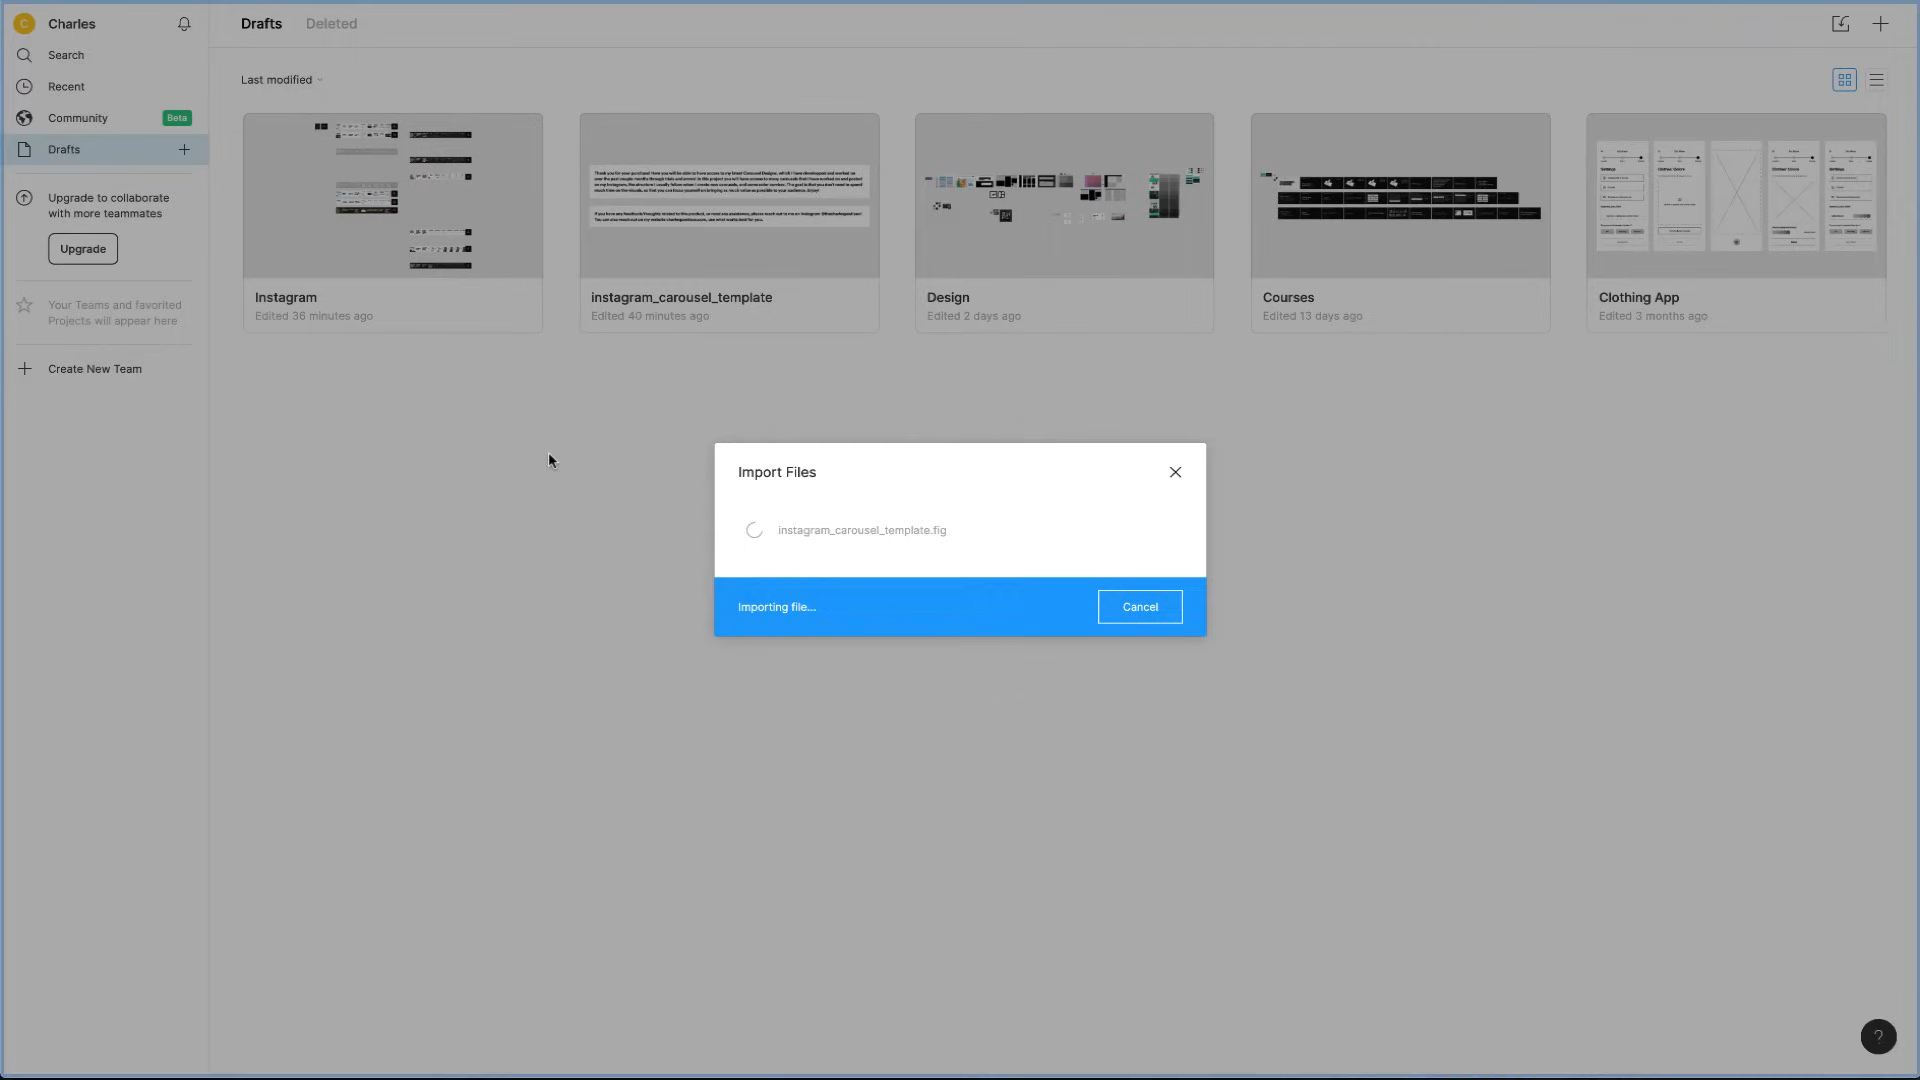 C Charles
Search
Recent
Community Beta
Drafts
Upgrade to collaborate
with more teammates
Upgrade
Your Teams and favorited
Projects will appear here
Create New Team
Drafts Deleted
Last modified
Instagram
Edited 36 minutes ago
instagram_carousel_template
Edited 40 minutes ago
Design
Edited 2 days ago
Courses
Edited 13 days ago
Clothing App
Edited 3 months ago
Import Files
instagram_carousel_template.fig
Importing file...
Cancel
?